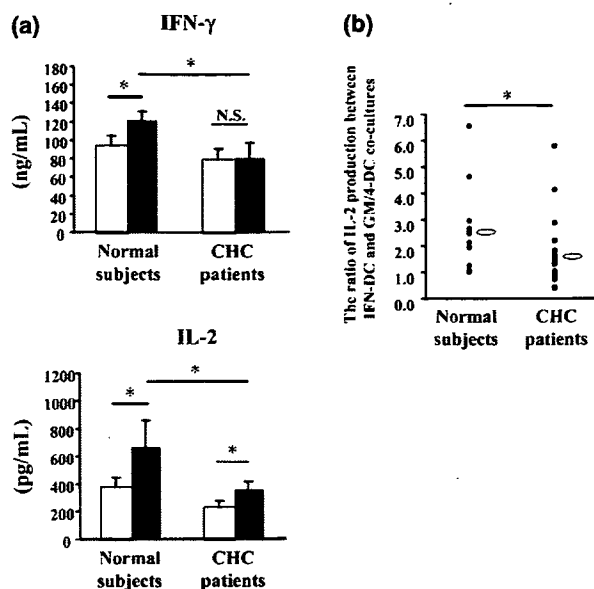 (a)
IFN-γ
(ng/mL)
180
160
140
120
100
80
60
40
20
0
*
*
N.S.
Normal subjects
CHC patients
IL-2
(pg/mL)
1200
1000
800
600
400
200
0
*
*
*
Normal subjects
CHC patients
(b)
The ratio of IL-2 production between
IFN-DC and GM/4-DC co-cultures
*
7.0
6.0
5.0
4.0
3.0
2.0
1.0
0.0
Normal subjects
CHC patients